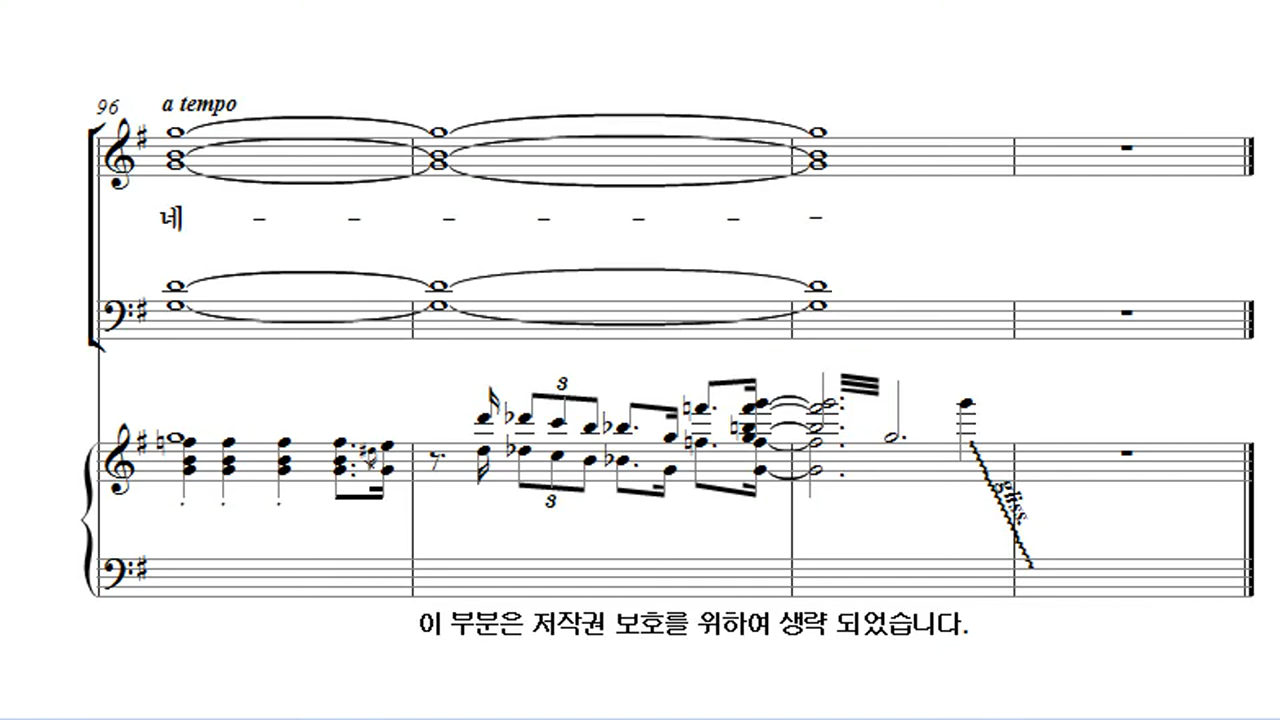 96 a tempo
네 - - - - - - -
3
3
gliss.
이 부분은 저작권 보호를 위하여 생략 되었습니다.